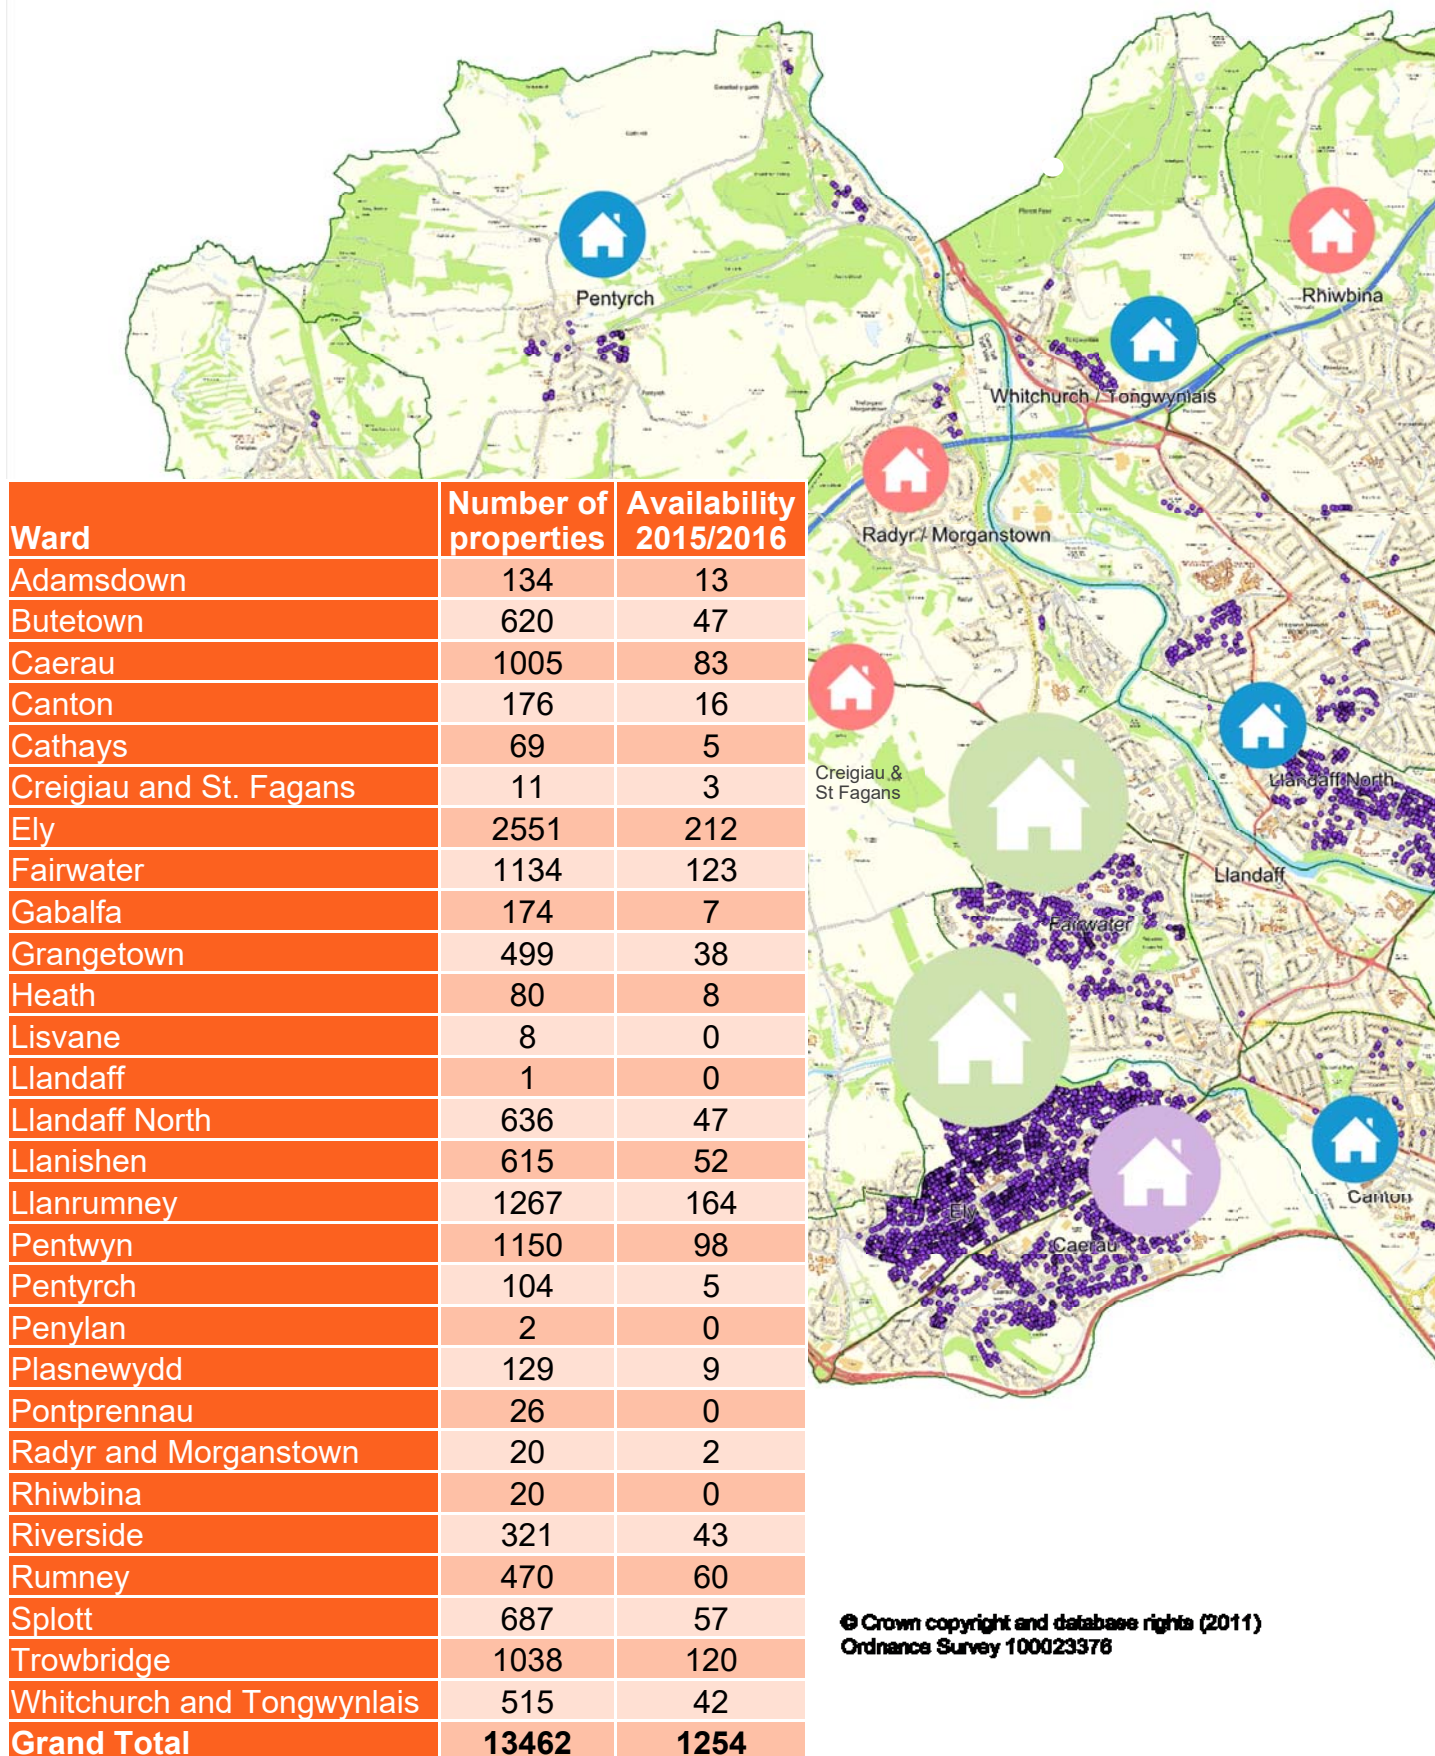 Pentyrch
Rhiwbina
Whitchurch / Tongwynlais
Radyr / Morganstown
Creigiau &
St Fagans
Llandaff North
Llandaff
Fairwater
Ely
Caerau
Canton
Ward Number of properties Availability 2015/2016
Adamsdown 134 13
Butetown 620 47
Caerau 1005 83
Canton 176 16
Cathays 69 5
Creigiau and St. Fagans 11 3
Ely 2551 212
Fairwater 1134 123
Gabalfa 174 7
Grangetown 499 38
Heath 80 8
Lisvane 8 0
Llandaff 1 0
Llandaff North 636 47
Llanishen 615 52
Llanrumney 1267 164
Pentwyn 1150 98
Pentyrch 104 5
Penylan 2 0
Plasnewydd 129 9
Pontprennau 26 0
Radyr and Morganstown 20 2
Rhiwbina 20 0
Riverside 321 43
Rumney 470 60
Splott 687 57
Trowbridge 1038 120
Whitchurch and Tongwynlais 515 42
Grand Total 13462 1254
© Crown copyright and database rights (2011)
Ordnance Survey 100023376